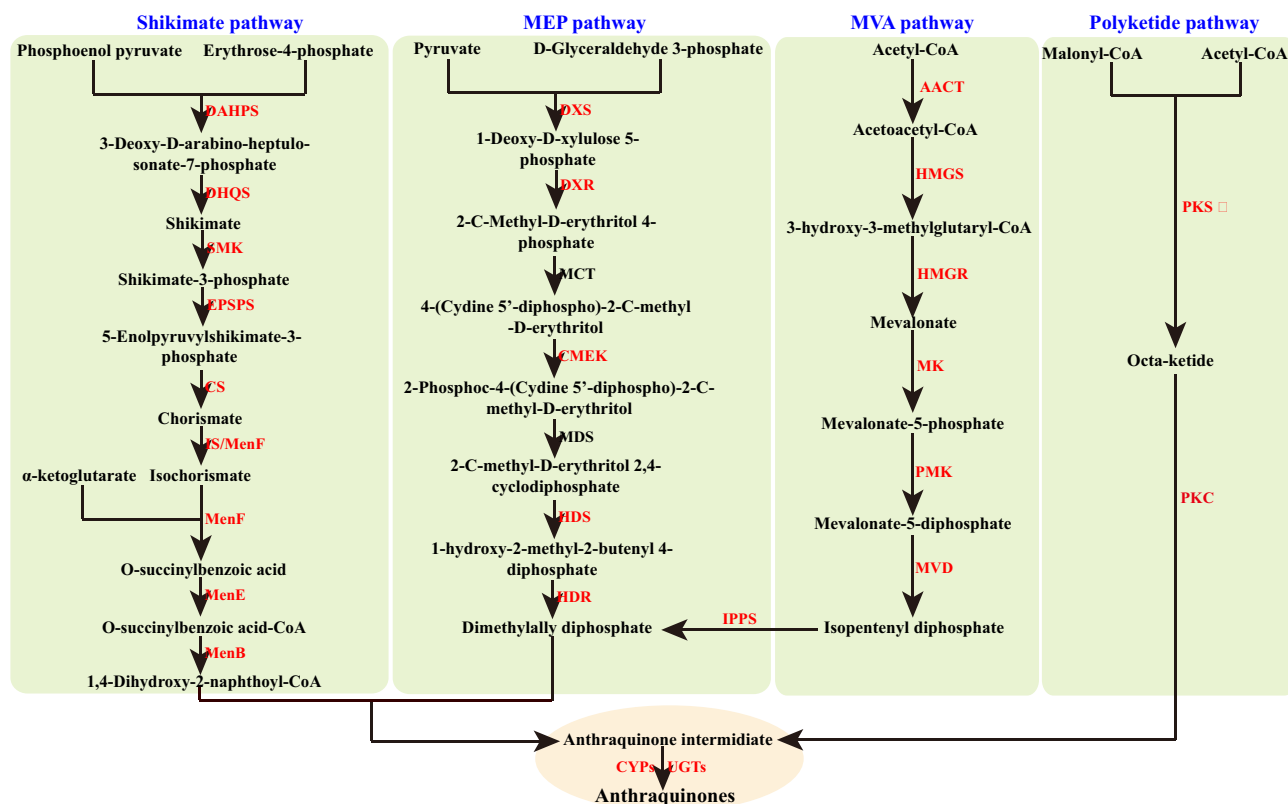 Shikimate pathway
Phosphoenol pyruvate
Erythrose-4-phosphate
DAHPS
3-Deoxy-D-arabino-heptulo-
sonate-7-phosphate
DHQS
Shikimate
SMK
Shikimate-3-phosphate
EPSPS
5-Enolpyruvylshikimate-3-
phosphate
CS
Chorismate
IS/MenF
α-ketoglutarate
Isochorismate
MenF
O-succinylbenzoic acid
MenE
O-succinylbenzoic acid-CoA
MenB
1,4-Dihydroxy-2-naphthoyl-CoA
MEP pathway
Pyruvate
D-Glyceraldehyde 3-phosphate
DXS
1-Deoxy-D-xylulose 5-
phosphate
DXR
2-C-Methyl-D-erythritol 4-
phosphate
MCT
4-(Cydine 5’-diphospho)-2-C-methyl
-D-erythritol
CMEK
2-Phosphoc-4-(Cydine 5’-diphospho)-2-C-
methyl-D-erythritol
MDS
2-C-methyl-D-erythritol 2,4-
cyclodiphosphate
HDS
1-hydroxy-2-methyl-2-butenyl 4-
diphosphate
HDR
Dimethylally diphosphate
MVA pathway
Acetyl-CoA
AACT
Acetoacetyl-CoA
HMGS
3-hydroxy-3-methylglutaryl-CoA
HMGR
Mevalonate
MK
Mevalonate-5-phosphate
PMK
Mevalonate-5-diphosphate
MVD
Isopentenyl diphosphate
IPPS
Polyketide pathway
Malonyl-CoA
Acetyl-CoA
PKS □
Octa-ketide
PKC
Anthraquinone intermidiate
CYPs UGTs
Anthraquinones